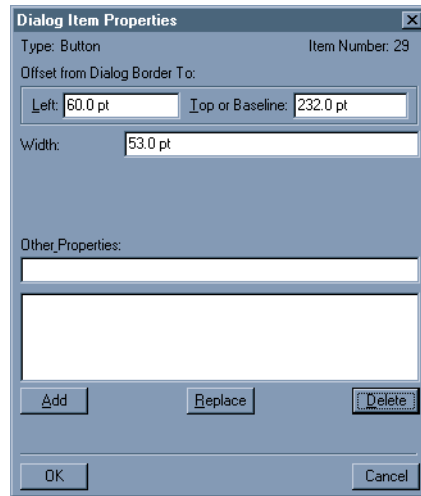 Dialog Item Properties
Type: Button Item Number: 29
Offset from Dialog Border To:
Left: 60.0 pt Top or Baseline: 232.0 pt
Width: 53.0 pt
Other Properties:
Add Replace Delete
OK Cancel